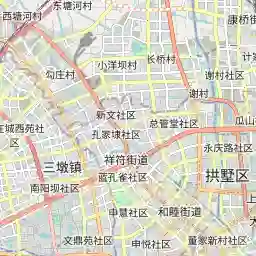 东塘河村
西塘河村
康桥街
小洋坝村
长桥村
勾庄村
谢村社区
谢村
新文社区
总管堂社区
瓜山
在城西苑社
区
孔家埭社区
永庆路社区
祥符街道
三墩镇
拱墅区
蓝孔雀社区
南阳坝社区
申慧社区
和睦街道
文鼎苑社区
申悦社区
董家新村社区